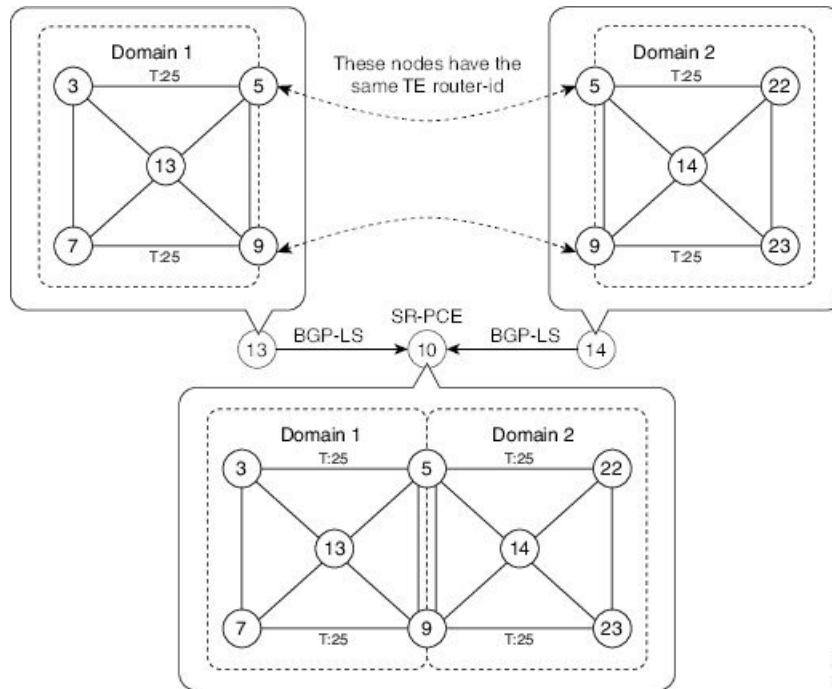 Domain 1
T:25
3
5
13
7
9
T:25
These nodes have the
same TE router-id
Domain 2
T:25
5
22
14
9
23
T:25
SR-PCE
13
BGP-LS
10
BGP-LS
14
Domain 1
Domain 2
T:25
T:25
3
5
22
13
14
7
9
23
T:25
T:25